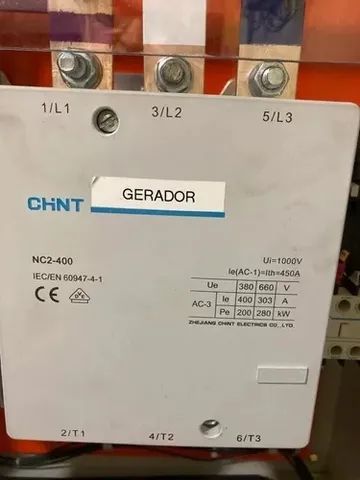 1/L1 3/L2 5/L3
CHNT
GERADOR
NC2-400
IEC/EN 60947-4-1
CE
Ui=1000V
Ie(AC-1)=Ith=450A
Ue 380 660 V
AC-3 Ie 400 303 A
Pe 200 280 kW
ZHEJIANG CHINT ELECTRICS CO.,LTD.
2/T1 4/T2 6/T3